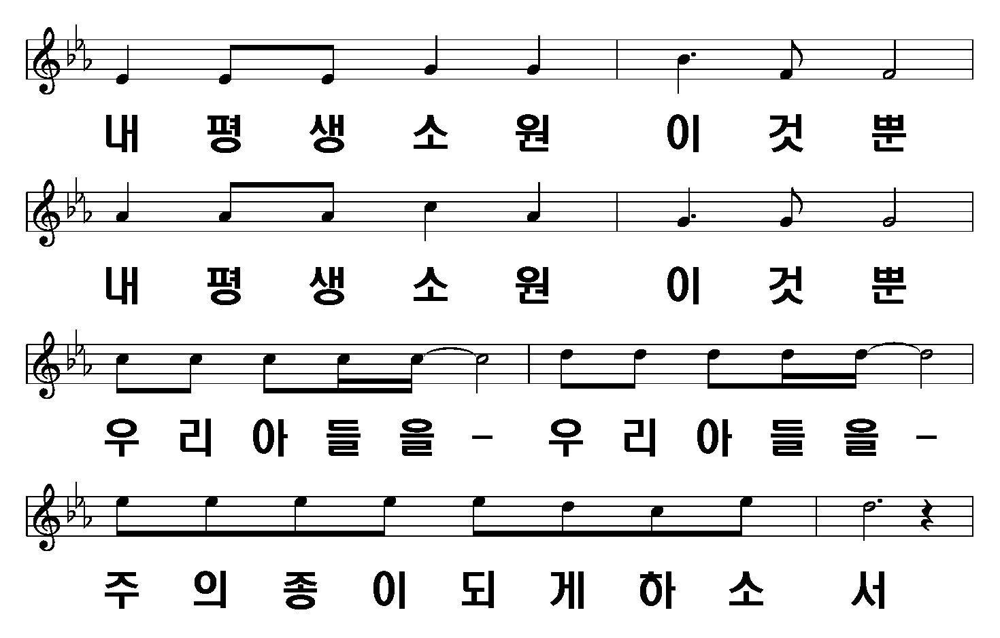 내 평 생 소 원 이 것 뿐
내 평 생 소 원 이 것 뿐
우 리 아 들 을 - 우 리 아 들 을 -
주 의 종 이 되 게 하 소 서